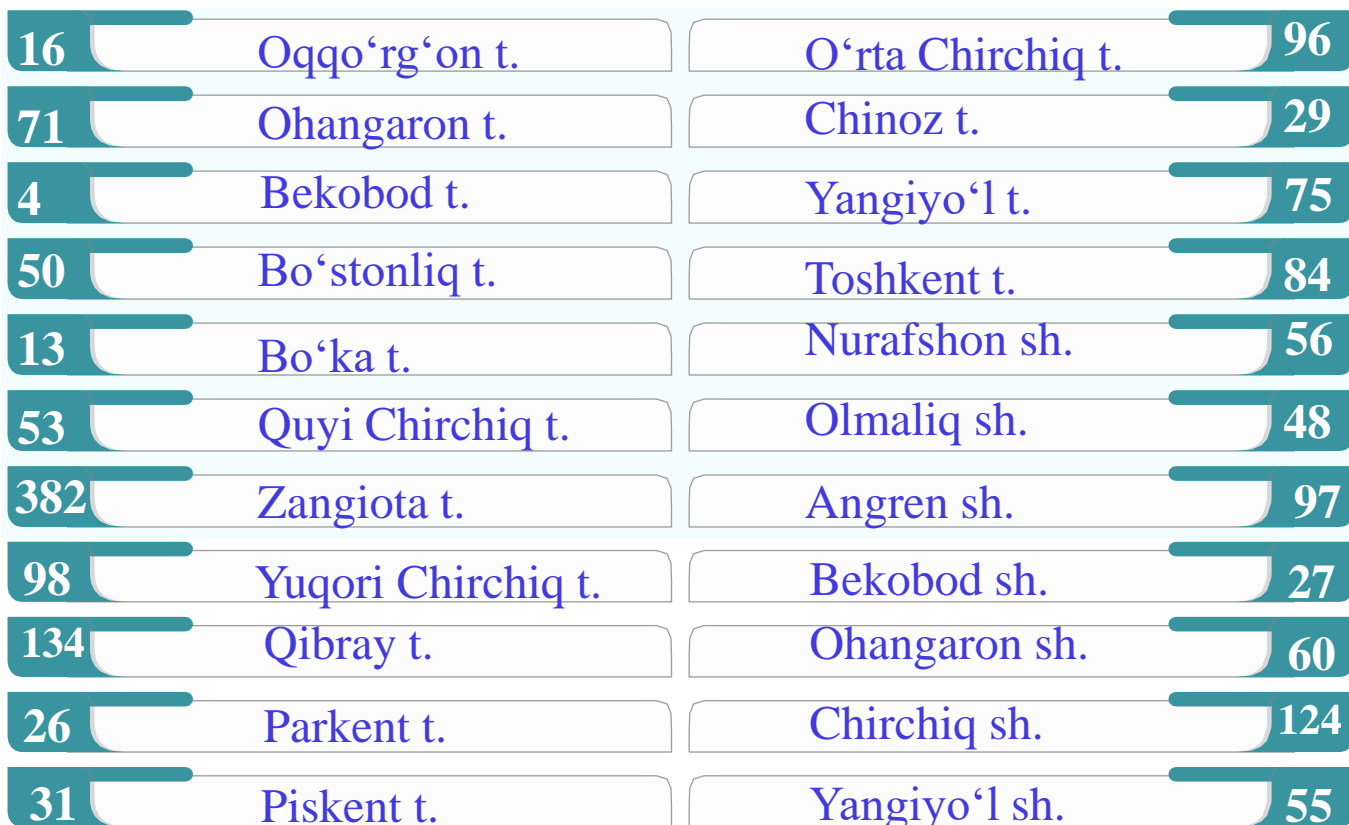 16 Oqqo‘rg‘on t. O‘rta Chirchiq t. 96
71 Ohangaron t. Chinoz t. 29
4 Bekobod t. Yangiyo‘l t. 75
50 Bo‘stonliq t. Toshkent t. 84
13 Bo‘ka t. Nurafshon sh. 56
53 Quyi Chirchiq t. Olmaliq sh. 48
382 Zangiota t. Angren sh. 97
98 Yuqori Chirchiq t. Bekobod sh. 27
134 Qibray t. Ohangaron sh. 60
26 Parkent t. Chirchiq sh. 124
31 Piskent t. Yangiyo‘l sh. 55